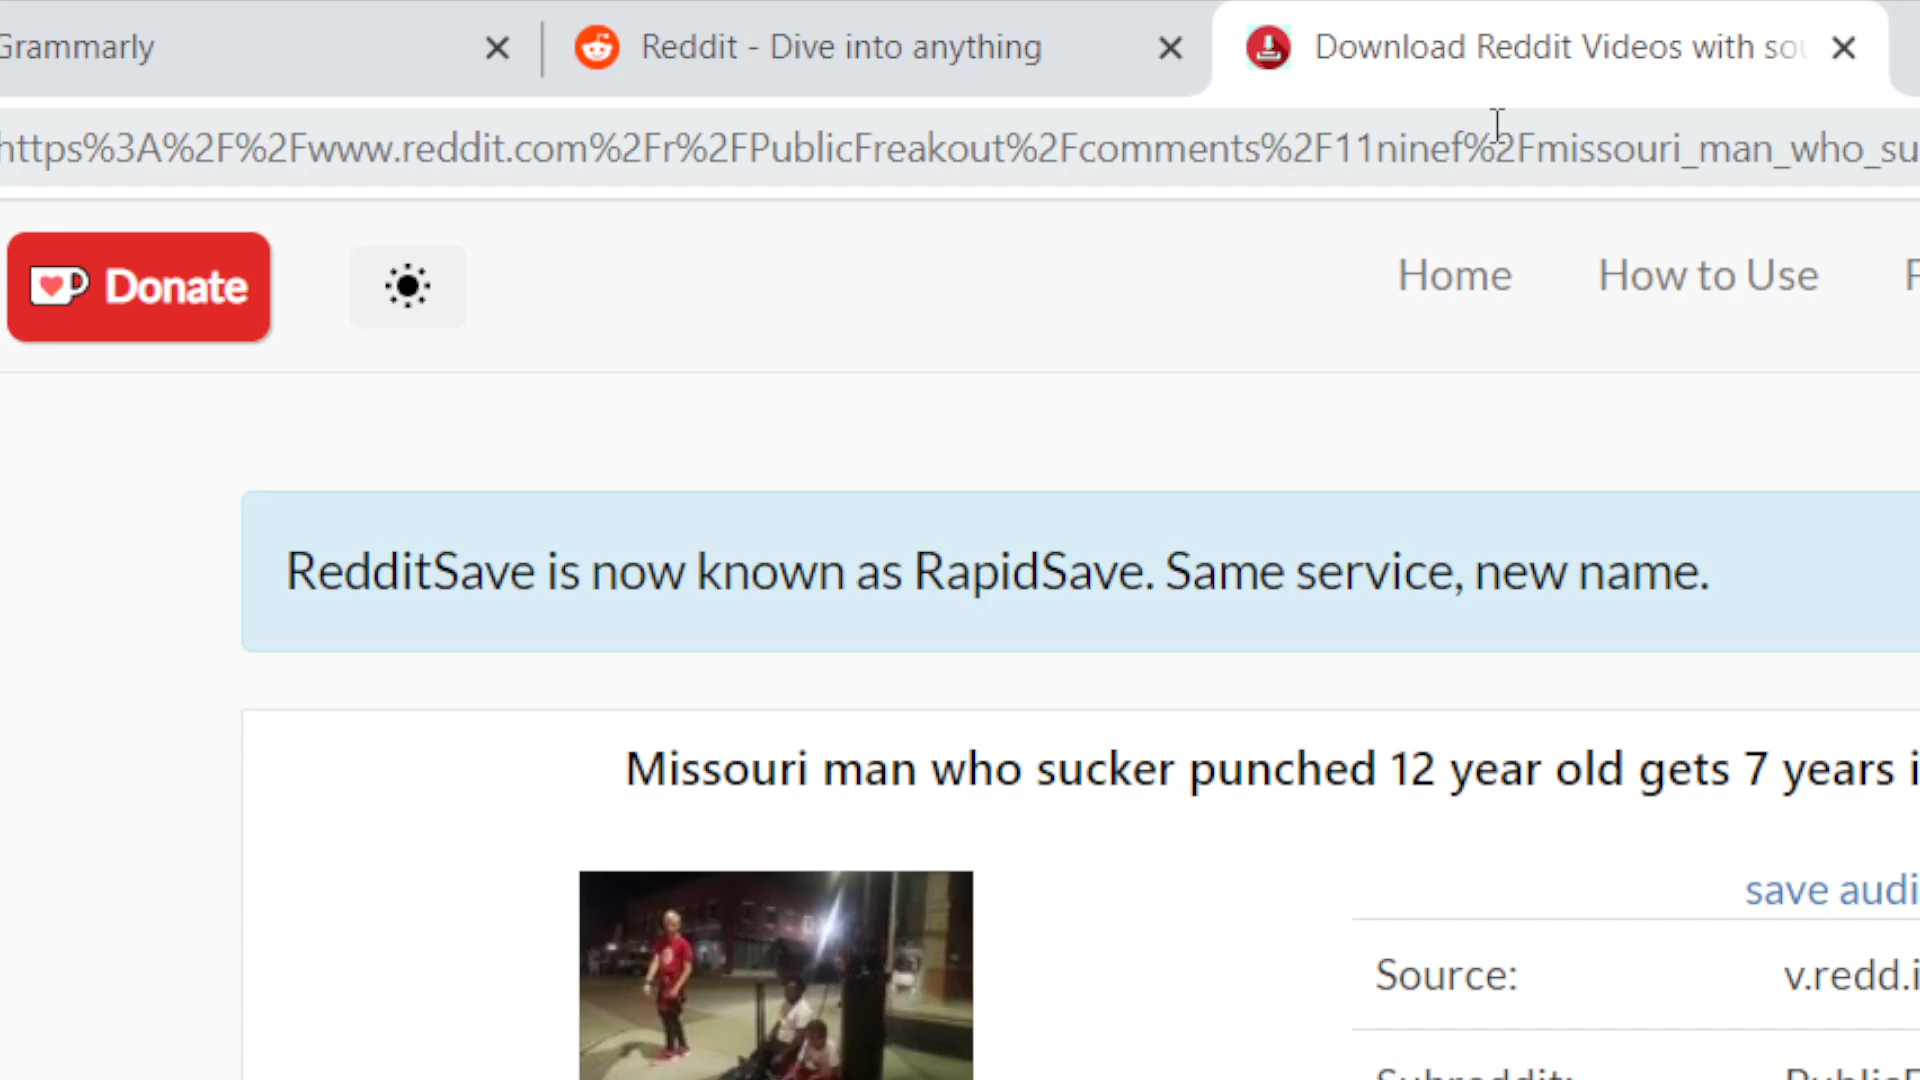 Grammarly
Reddit - Dive into anything
Download Reddit Videos with sou
https%3A%2F%2Fwww.reddit.com%2Fr%2FPublicFreakout%2Fcomments%2F11ninef%2Fmissouri_man_who_su
Donate
Home
How to Use
RedditSave is now known as RapidSave. Same service, new name.
Missouri man who sucker punched 12 year old gets 7 years i
save audi
Source:
v.redd.i
Subreddit: